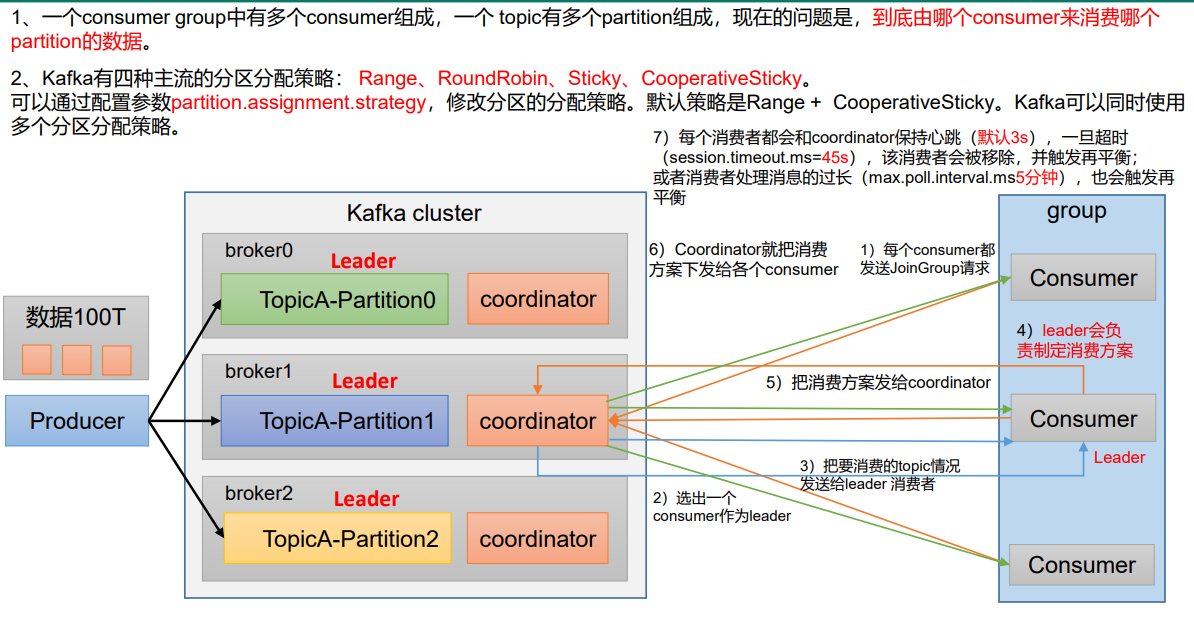 1、一个consumer group中有多个consumer组成，一个 topic有多个partition组成，现在的问题是，到底由哪个consumer来消费哪个
partition的数据。
2、Kafka有四种主流的分区分配策略： Range、RoundRobin、Sticky、CooperativeSticky。
可以通过配置参数partition.assignment.strategy，修改分区的分配策略。默认策略是Range + CooperativeSticky。Kafka可以同时使用
多个分区分配策略。
7）每个消费者都会和coordinator保持心跳（默认3s），一旦超时
（session.timeout.ms=45s），该消费者会被移除，并触发再平衡；
或者消费者处理消息的过长（max.poll.interval.ms5分钟），也会触发再
平衡
Kafka cluster
group
broker0
Leader
TopicA-Partition0
coordinator
6）Coordinator就把消费
方案下发给各个consumer
1）每个consumer都
发送JoinGroup请求
Consumer
数据100T
4）leader会负
责制定消费方案
broker1
Leader
5）把消费方案发给coordinator
Producer
TopicA-Partition1
coordinator
Consumer
Leader
3）把要消费的topic情况
发送给leader 消费者
broker2
Leader
2）选出一个
consumer作为leader
TopicA-Partition2
coordinator
Consumer